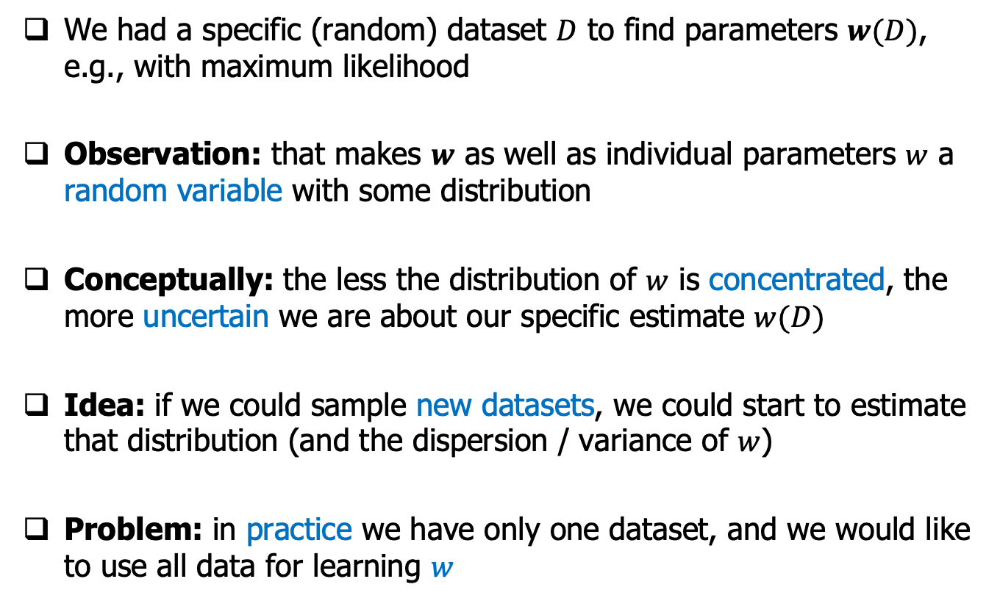 ❑ We had a specific (random) dataset D to find parameters w(D),
e.g., with maximum likelihood
❑ Observation: that makes w as well as individual parameters w a
random variable with some distribution
❑ Conceptually: the less the distribution of w is concentrated, the
more uncertain we are about our specific estimate w(D)
❑ Idea: if we could sample new datasets, we could start to estimate
that distribution (and the dispersion / variance of w)
❑ Problem: in practice we have only one dataset, and we would like
to use all data for learning w